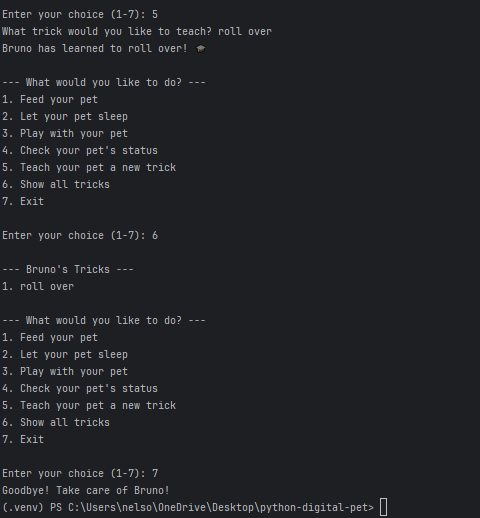 Enter your choice (1-7): 5
What trick would you like to teach? roll over
Bruno has learned to roll over! 🎓
--- What would you like to do? ---
1. Feed your pet
2. Let your pet sleep
3. Play with your pet
4. Check your pet's status
5. Teach your pet a new trick
6. Show all tricks
7. Exit
Enter your choice (1-7): 6
--- Bruno's Tricks ---
1. roll over
--- What would you like to do? ---
1. Feed your pet
2. Let your pet sleep
3. Play with your pet
4. Check your pet's status
5. Teach your pet a new trick
6. Show all tricks
7. Exit
Enter your choice (1-7): 7
Goodbye! Take care of Bruno!
(.venv) PS C:\Users\nelso\OneDrive\Desktop\python-digital-pet>